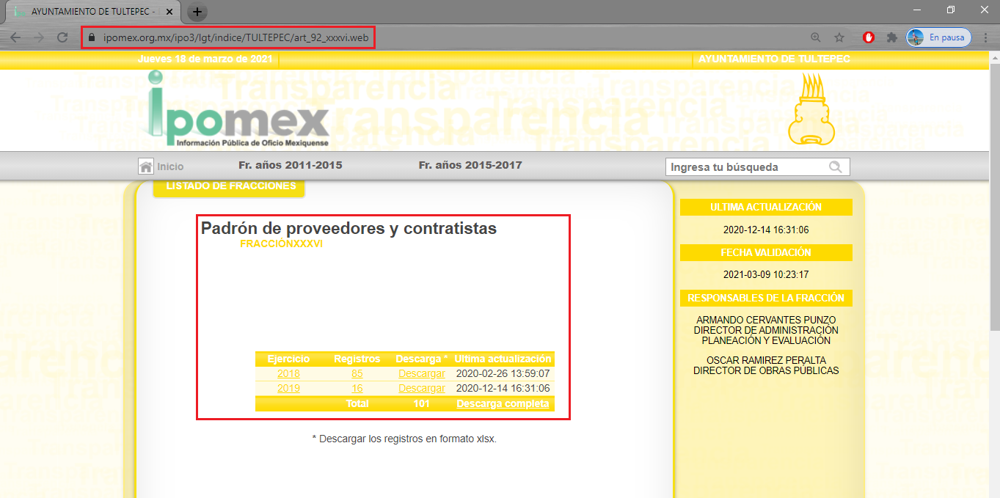 AYUNTAMIENTO DE TULTEPEC -
ipomex.org.mx/ipo3/lgt/indice/TULTEPEC/art_92_xxxvi.web
En pausa
Jueves 18 de marzo de 2021
AYUNTAMIENTO DE TULTEPEC
Transparencia
ipomex
Información Pública de Oficio Mexiquense
Inicio
Fr. años 2011-2015
Fr. años 2015-2017
Ingresa tu búsqueda
LISTADO DE FRACCIONES
Padrón de proveedores y contratistas
FRACCIÓNXXXVI
Ejercicio Registros Descarga * Ultima actualización
2018 85 Descargar 2020-02-26 13:59:07
2019 16 Descargar 2020-12-14 16:31:06
Total 101 Descarga completa
* Descargar los registros en formato xlsx.
ULTIMA ACTUALIZACIÓN
2020-12-14 16:31:06
FECHA VALIDACIÓN
2021-03-09 10:23:17
RESPONSABLES DE LA FRACCIÓN
ARMANDO CERVANTES PUNZO
DIRECTOR DE ADMINISTRACIÓN
PLANEACIÓN Y EVALUACIÓN
OSCAR RAMIREZ PERALTA
DIRECTOR DE OBRAS PÚBLICAS